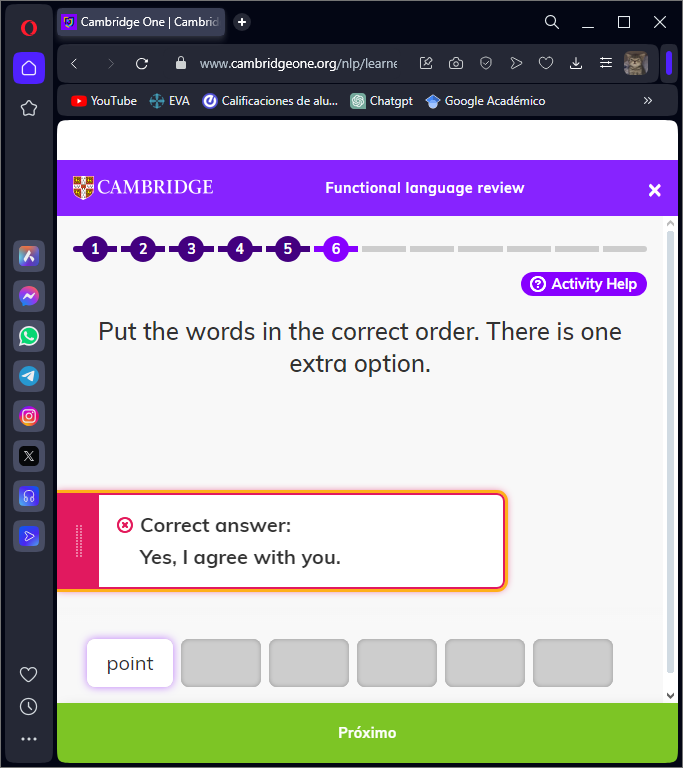 Cambridge One | Cambrid
www.cambridgeone.org/nlp/learne
YouTube
EVA
Calificaciones de alu...
Chatgpt
Google Académico
CAMBRIDGE
Functional language review
1 2 3 4 5 6
Activity Help
Put the words in the correct order. There is one
extra option.
Correct answer:
Yes, I agree with you.
point
Próximo